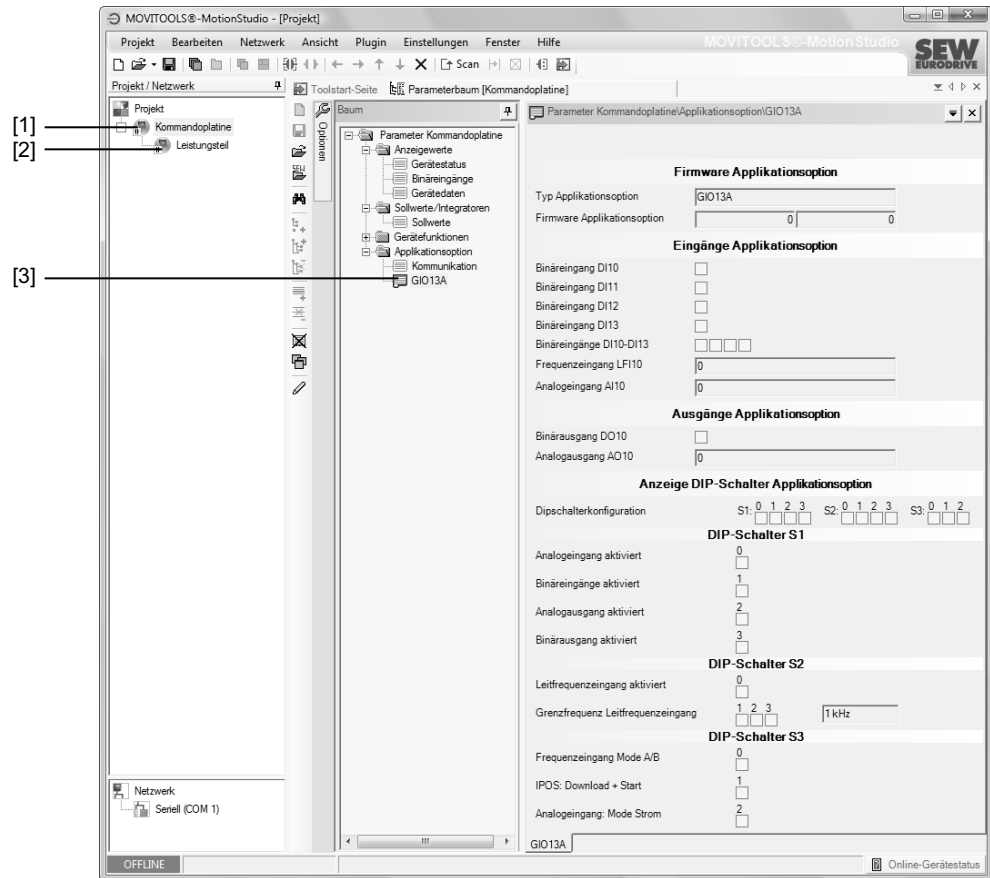 MOVITOOLS®-MotionStudio - [Projekt]
Projekt Bearbeiten Netzwerk Ansicht Plugin Einstellungen Fenster Hilfe
MOVITOOLS®-MotionStudio
SEW
EURODRIVE
Scan
Projekt / Netzwerk
Toolstart-Seite Parameterbaum [Kommandoplatine]
Projekt
[1]
Kommandoplatine
[2]
Leistungsteil
Optionen
SEW
Baum
Parameter Kommandoplatine
Anzeigewerte
Gerätestatus
Binäreingänge
Gerätedaten
Sollwerte/Integratoren
Sollwerte
Gerätefunktionen
Applikationsoption
Kommunikation
[3]
GIO13A
Parameter Kommandoplatine\Applikationsoption\GIO13A
Firmware Applikationsoption
Typ Applikationsoption GIO13A
Firmware Applikationsoption 0 0
Eingänge Applikationsoption
Binäreingang DI10
Binäreingang DI11
Binäreingang DI12
Binäreingang DI13
Binäreingänge DI10-DI13
Frequenzeingang LFI10 0
Analogeingang AI10 0
Ausgänge Applikationsoption
Binärausgang DO10
Analogausgang AO10 0
Anzeige DIP-Schalter Applikationsoption
Dipschalterkonfiguration S1: 0 1 2 3 S2: 0 1 2 3 S3: 0 1 2
DIP-Schalter S1
Analogeingang aktiviert 0
Binäreingänge aktiviert 1
Analogausgang aktiviert 2
Binärausgang aktiviert 3
DIP-Schalter S2
Leitfrequenzeingang aktiviert 0
Grenzfrequenz Leitfrequenzeingang 1 2 3 1 kHz
DIP-Schalter S3
Frequenzeingang Mode A/B 0
IPOS: Download + Start 1
Analogeingang: Mode Strom 2
GIO13A
Netzwerk
Seriell (COM 1)
OFFLINE
Online-Gerätestatus